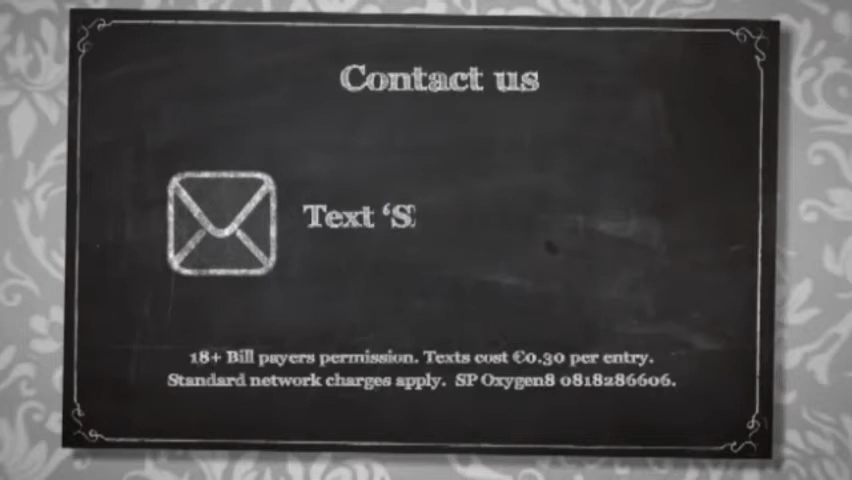 Contact us
Text ‘S
18+ Bill payers permission. Texts cost €0.30 per entry.
Standard network charges apply. SP Oxygen8 0818286606.